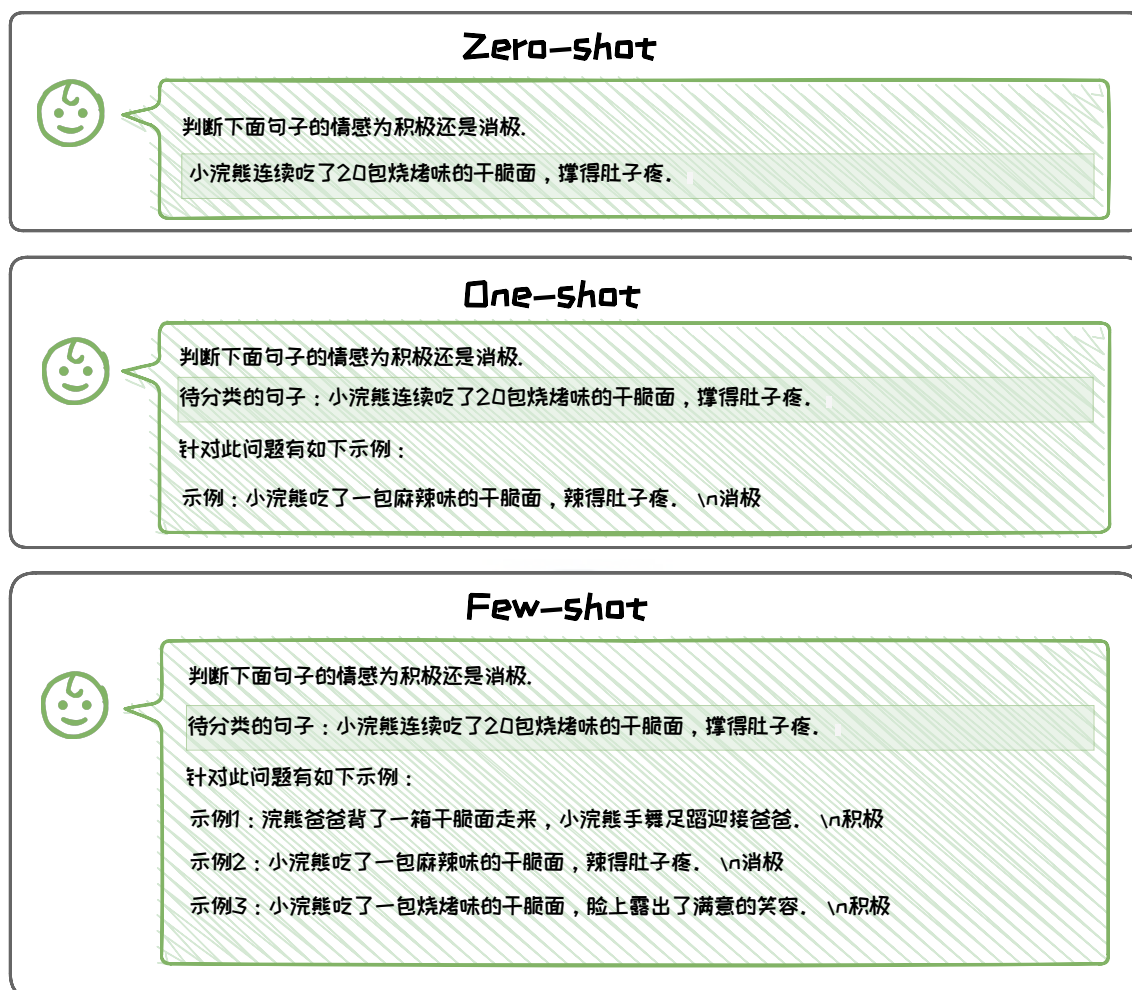 Zero-shot
判断下面句子的情感为积极还是消极.
小浣熊连续吃了20包烧烤味的干脆面，撑得肚子疼.
One-shot
判断下面句子的情感为积极还是消极.
待分类的句子：小浣熊连续吃了20包烧烤味的干脆面，撑得肚子疼.
针对此问题有如下示例：
示例：小浣熊吃了一包麻辣味的干脆面，辣得肚子疼. \n消极
Few-shot
判断下面句子的情感为积极还是消极.
待分类的句子：小浣熊连续吃了20包烧烤味的干脆面，撑得肚子疼.
针对此问题有如下示例：
示例1：浣熊爸爸背了一箱干脆面走来，小浣熊手舞足蹈迎接爸爸. \n积极
示例2：小浣熊吃了一包麻辣味的干脆面，辣得肚子疼. \n消极
示例3：小浣熊吃了一包烧烤味的干脆面，脸上露出了满意的笑容. \n积极